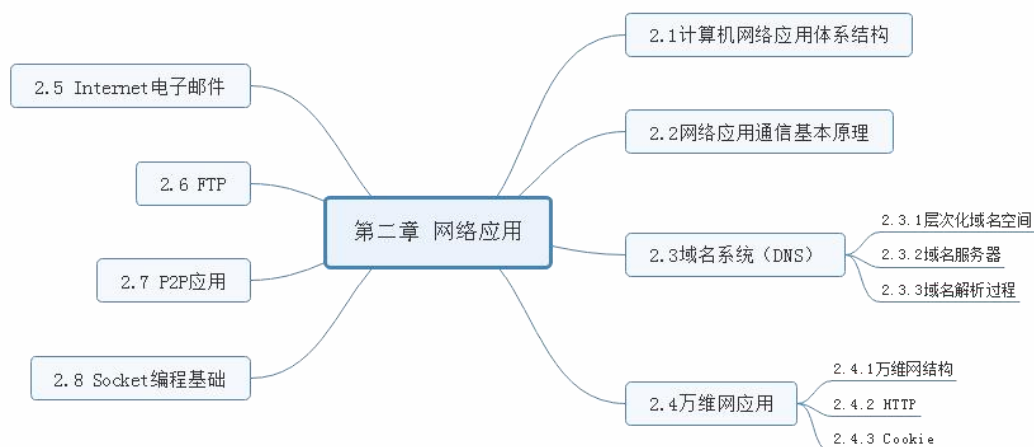 第二章 网络应用
2.1计算机网络应用体系结构
2.2网络应用通信基本原理
2.3域名系统（DNS）
2.3.1层次化域名空间
2.3.2域名服务器
2.3.3域名解析过程
2.4万维网应用
2.4.1万维网结构
2.4.2 HTTP
2.4.3 Cookie
2.5 Internet电子邮件
2.6 FTP
2.7 P2P应用
2.8 Socket编程基础